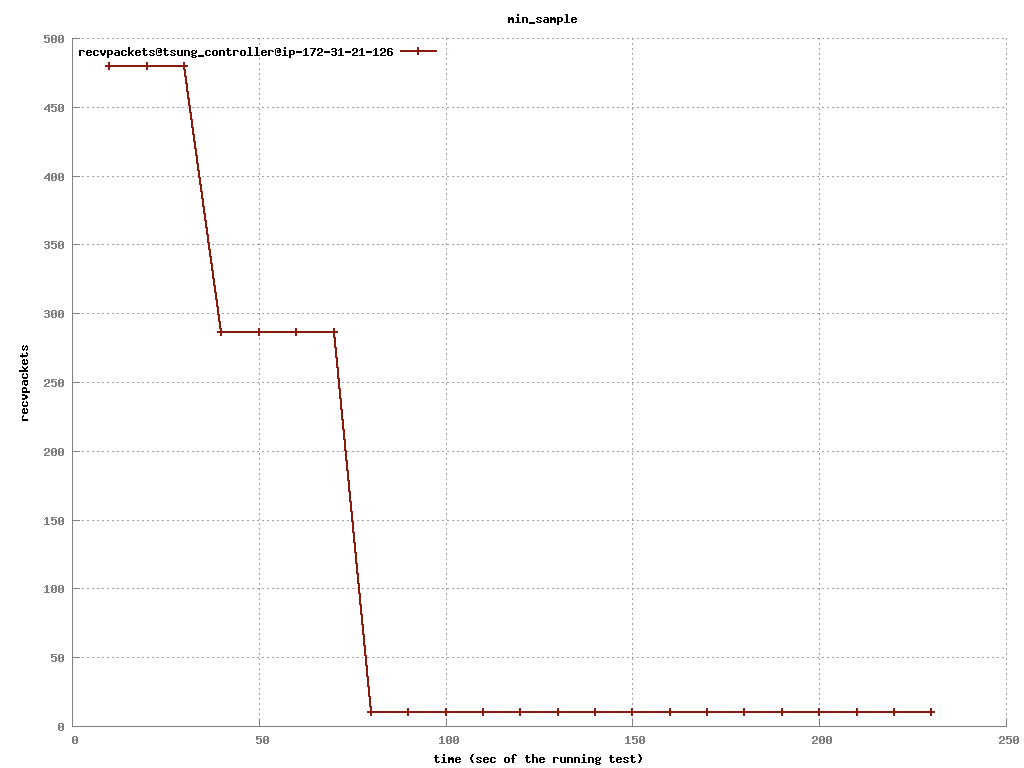 min_sample
500
recvpackets@tsung_controller@ip-172-31-21-126
450
400
350
300
250
200
150
100
50
0
recvpackets
0 50 100 150 200 250
time (sec of the running test)